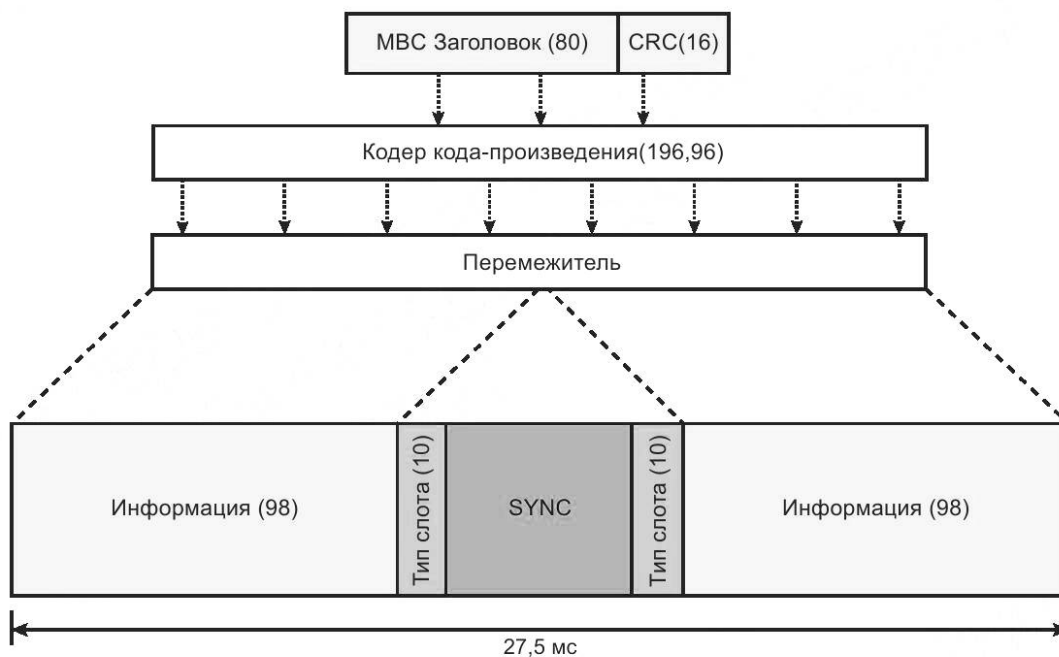 МВС Заголовок (80)
CRC(16)
Кодер кода-произведения(196,96)
Перемежитель
Информация (98)
Тип слота (10)
SYNC
Тип слота (10)
Информация (98)
27,5 мс